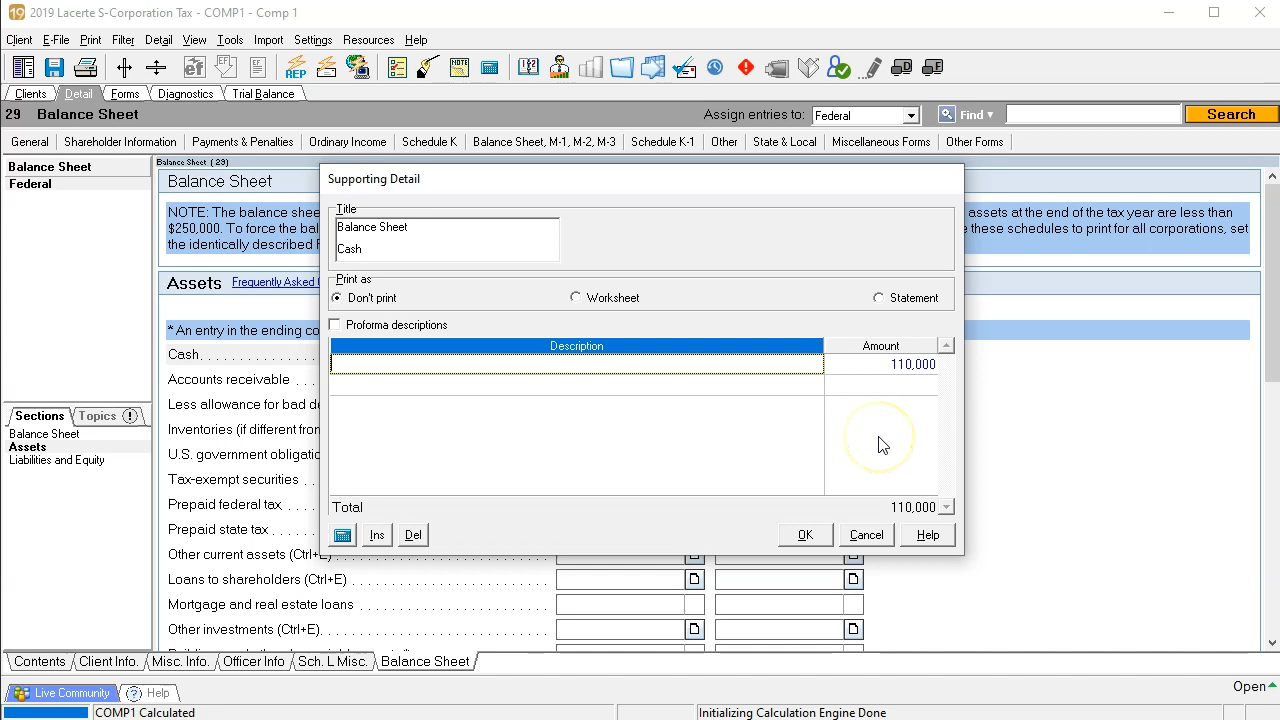 2019 Lacerte S-Corporation Tax - COMP1 - Comp 1
Client E-File Print Filter Detail View Tools Import Settings Resources Help
Clients Detail Forms Diagnostics Trial Balance
29 Balance Sheet Assign entries to: Federal Find Search
General Shareholder Information Payments & Penalties Ordinary Income Schedule K Balance Sheet, M-1, M-2, M-3 Schedule K-1 Other State & Local Miscellaneous Forms Other Forms
Balance Sheet
Federal
Balance Sheet (29)
Balance Sheet
NOTE: The balance shee
assets at the end of the tax year are less than
$250,000. To force the bal
e these schedules to print for all corporations, set
the identically described F
Assets Frequently Asked
* An entry in the ending co
Cash
Accounts receivable
Less allowance for bad de
Inventories (if different from
U.S. government obligatio
Tax-exempt securities
Prepaid federal tax
Prepaid state tax
Other current assets (Ctrl+E)
Loans to shareholders (Ctrl+E)
Mortgage and real estate loans
Other investments (Ctrl+E)
Supporting Detail
Title
Balance Sheet
Cash
Print as
Don't print Worksheet Statement
Proforma descriptions
Description Amount
110,000
Total 110,000
Ins Del OK Cancel Help
Sections Topics
Balance Sheet
Assets
Liabilities and Equity
Contents Client Info. Misc. Info. Officer Info Sch. L Misc. Balance Sheet
Open
Live Community Help
COMP1 Calculated Initializing Calculation Engine Done